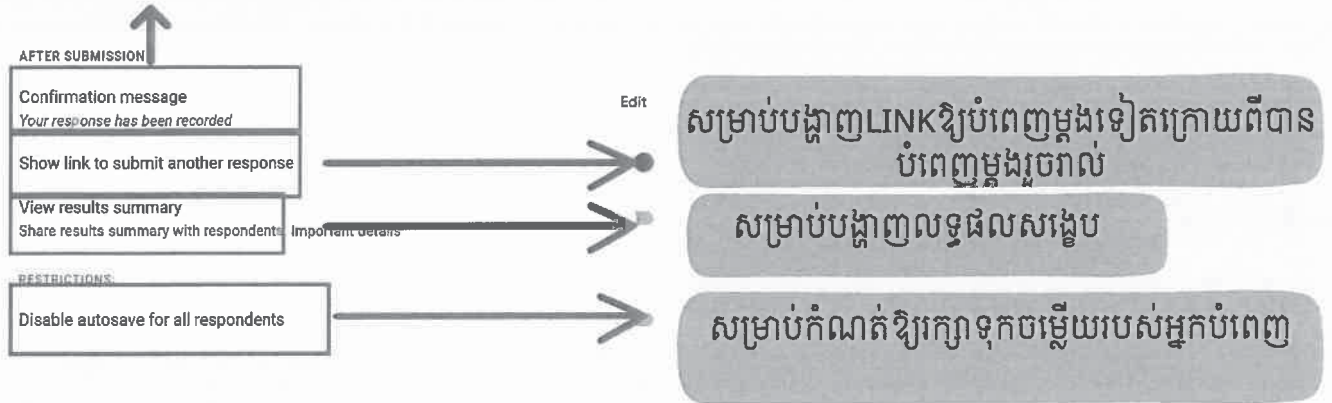 AFTER SUBMISSION
Confirmation message
Your response has been recorded
Edit
Show link to submit another response
សម្រាប់បង្ហាញLINKឱ្យបំពេញម្តងទៀតក្រោយពីបាន
បំពេញម្តងរួចរាល់
View results summary
Share results summary with respondents. Important details
សម្រាប់បង្ហាញលទ្ធផលសង្ខេប
RESTRICTIONS:
Disable autosave for all respondents
សម្រាប់កំណត់ឱ្យរក្សាទុកចម្លើយរបស់អ្នកបំពេញ